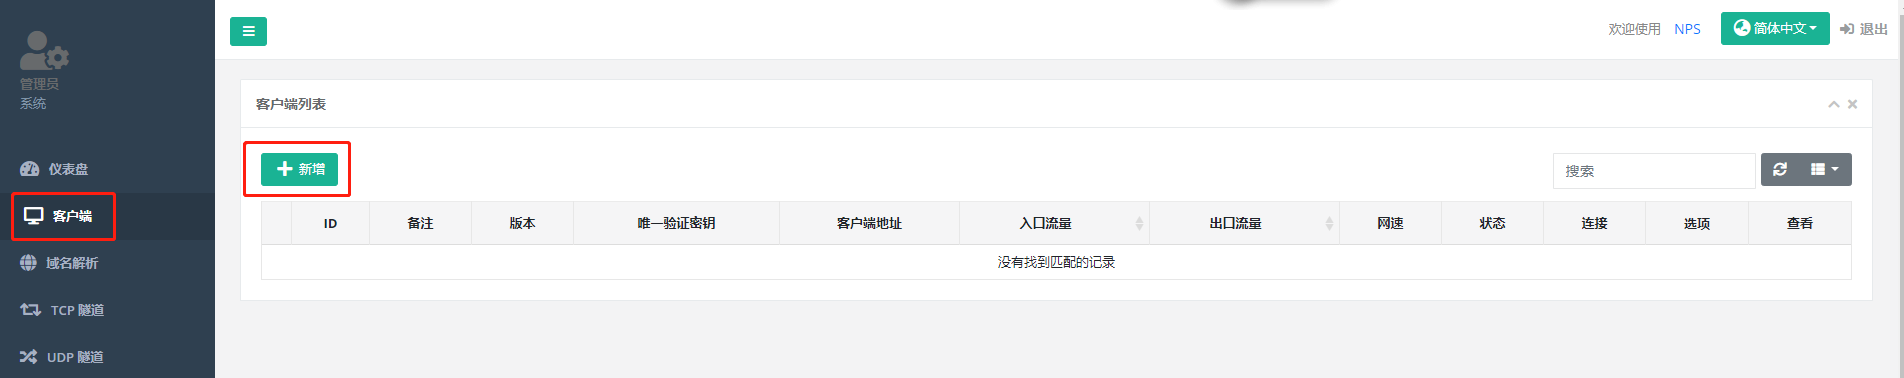 管理员
系统
仪表盘
客户端
域名解析
TCP 隧道
UDP 隧道
欢迎使用 NPS 简体中文 退出
客户端列表
新增
搜索
ID 备注 版本 唯一验证密钥 客户端地址 入口流量 出口流量 网速 状态 连接 选项 查看
没有找到匹配的记录